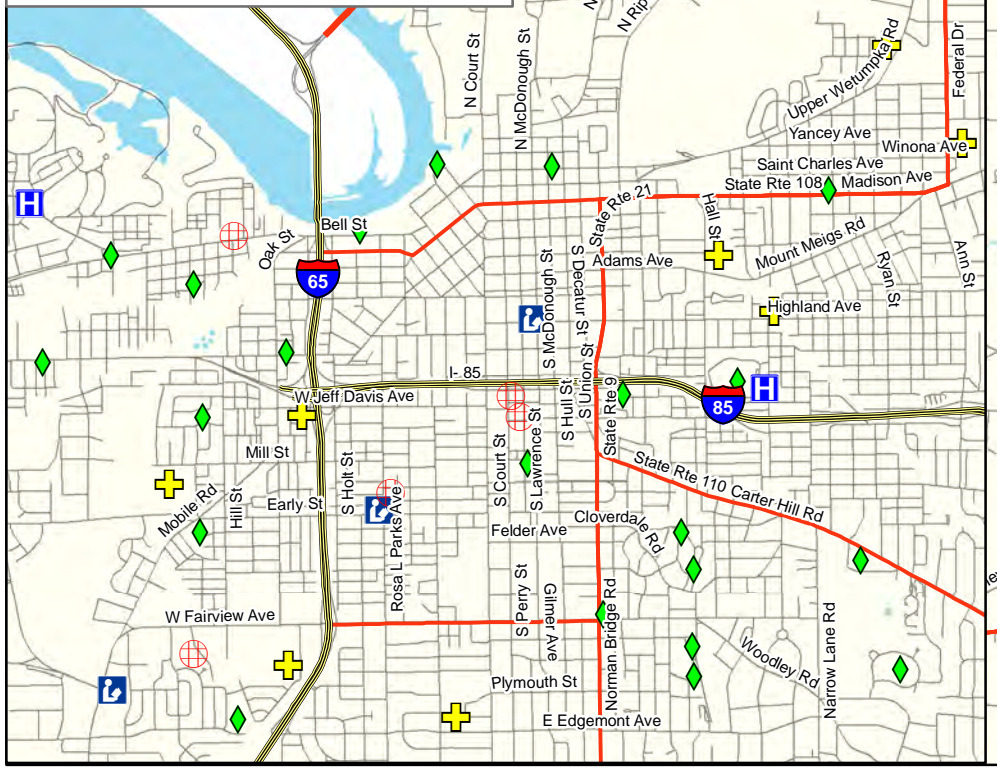 N Court St
N McDonough St
N
N Rip
Upper Wetumpka Rd
Federal Dr
Yancey Ave
Winona Ave
Saint Charles Ave
State Rte 108
Madison Ave
H
State Rte 21
Hall St
Bell St
Oak St
Mount Meigs Rd
Adams Ave
Ann St
Ryan St
65
S McDonough St
S Decatur St
Highland Ave
I- 85
S Union St
W Jeff Davis Ave
S Hull St
State Rte 9
85
H
S Court St
S Lawrence St
Mill St
S Holt St
State Rte 110 Carter Hill Rd
Mobile Rd
Hill St
Early St
Rosa L Parks Ave
Felder Ave
Cloverdale Rd
W Fairview Ave
S Perry St
Gilmer Ave
Norman Bridge Rd
Narrow Lane Rd
Woodley Rd
Plymouth St
E Edgemont Ave